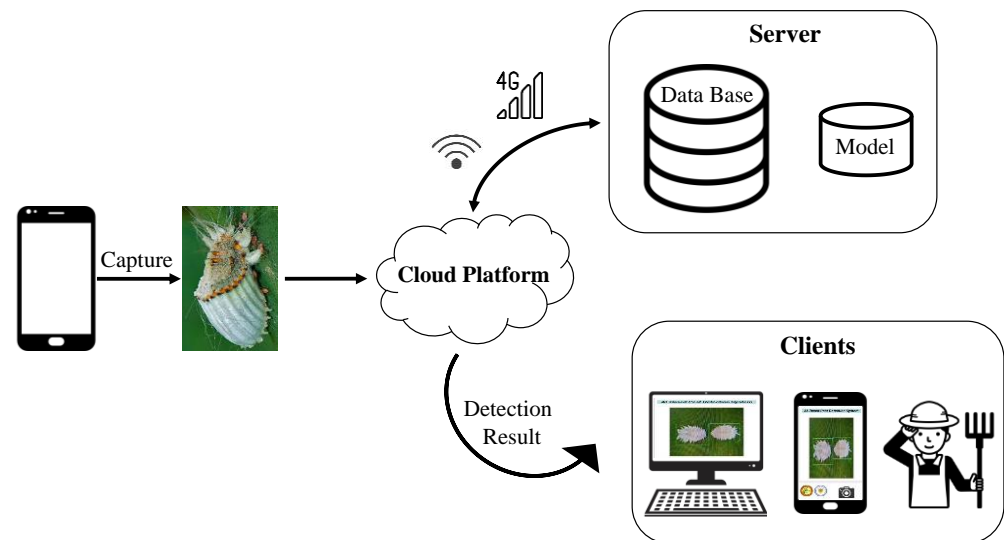 Server
4G
Data Base
Model
Capture
Cloud Platform
Clients
Detection
Result